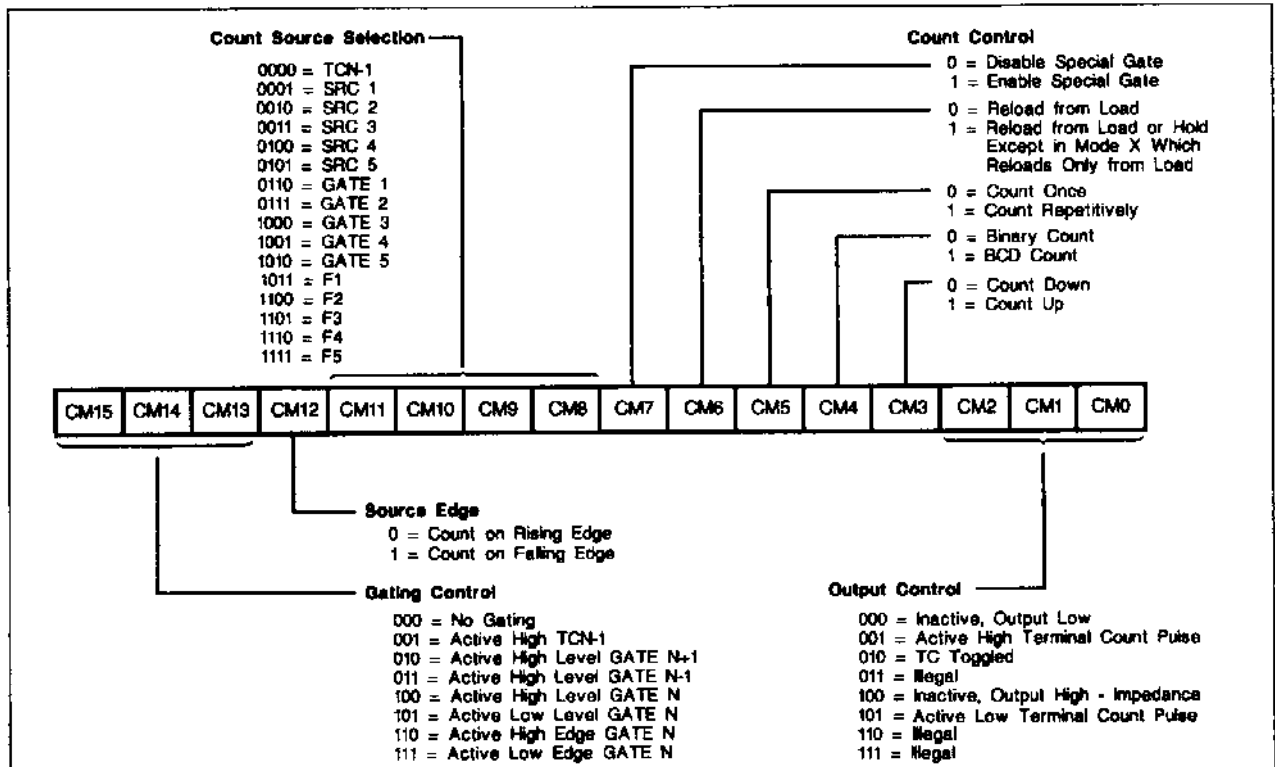 Count Source Selection
0000 = TCN-1
0001 = SRC 1
0010 = SRC 2
0011 = SRC 3
0100 = SRC 4
0101 = SRC 5
0110 = GATE 1
0111 = GATE 2
1000 = GATE 3
1001 = GATE 4
1010 = GATE 5
1011 = F1
1100 = F2
1101 = F3
1110 = F4
1111 = F5
Count Control
0 = Disable Special Gate
1 = Enable Special Gate
0 = Reload from Load
1 = Reload from Load or Hold
Except in Mode X Which
Reloads Only from Load
0 = Count Once
1 = Count Repetitively
0 = Binary Count
1 = BCD Count
0 = Count Down
1 = Count Up
CM15 CM14 CM13 CM12 CM11 CM10 CM9 CM8 CM7 CM6 CM5 CM4 CM3 CM2 CM1 CM0
Source Edge
0 = Count on Rising Edge
1 = Count on Falling Edge
Gating Control
000 = No Gating
001 = Active High TCN-1
010 = Active High Level GATE N+1
011 = Active High Level GATE N-1
100 = Active High Level GATE N
101 = Active Low Level GATE N
110 = Active High Edge GATE N
111 = Active Low Edge GATE N
Output Control
000 = Inactive, Output Low
001 = Active High Terminal Count Pulse
010 = TC Toggled
011 = Illegal
100 = Inactive, Output High - Impedance
101 = Active Low Terminal Count Pulse
110 = Illegal
111 = Illegal